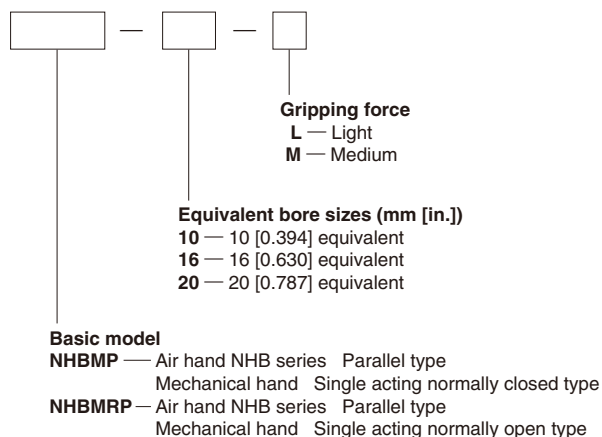 Gripping force
L — Light
M — Medium
Equivalent bore sizes (mm [in.])
10 — 10 [0.394] equivalent
16 — 16 [0.630] equivalent
20 — 20 [0.787] equivalent
Basic model
NHBMP — Air hand NHB series Parallel type
Mechanical hand Single acting normally closed type
NHBMRP — Air hand NHB series Parallel type
Mechanical hand Single acting normally open type